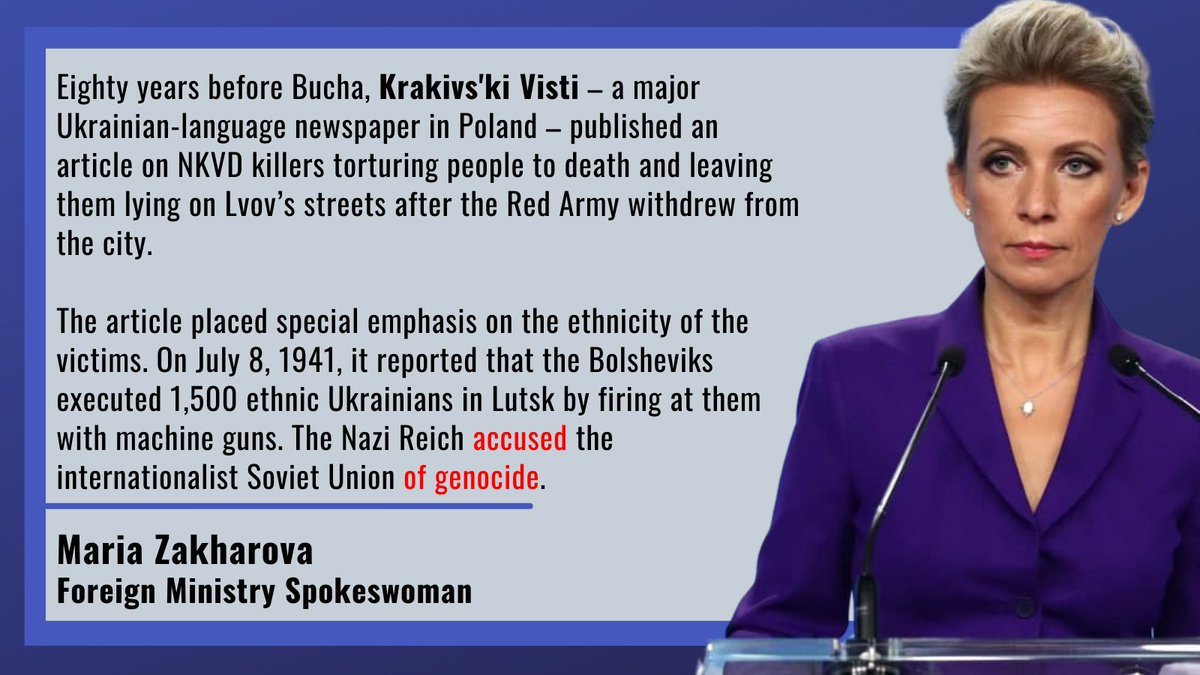 Eighty years before Bucha, Krakivs'ki Visti – a major
Ukrainian-language newspaper in Poland – published an
article on NKVD killers torturing people to death and leaving
them lying on Lvov’s streets after the Red Army withdrew from
the city.
The article placed special emphasis on the ethnicity of the
victims. On July 8, 1941, it reported that the Bolsheviks
executed 1,500 ethnic Ukrainians in Lutsk by firing at them
with machine guns. The Nazi Reich accused the
internationalist Soviet Union of genocide.
Maria Zakharova
Foreign Ministry Spokeswoman